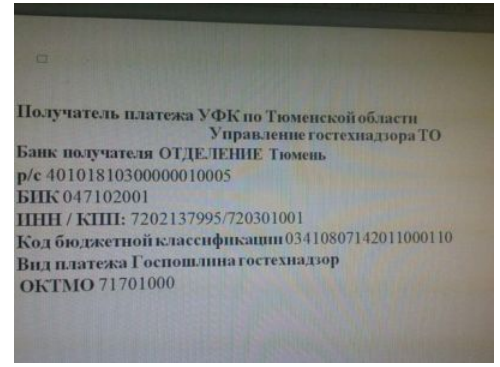 Получатель платежа УФК по Тюменской области
Управление гостехнадзора ТО
Банк получателя ОТДЕЛЕНИЕ Тюмень
р/с 40101810300000010005
БИК 047102001
ИНН / КПП: 7202137995/720301001
Код бюджетной классификации 03410807142011000110
Вид платежа Госпошлина гостехнадзор
ОКТМО 71701000